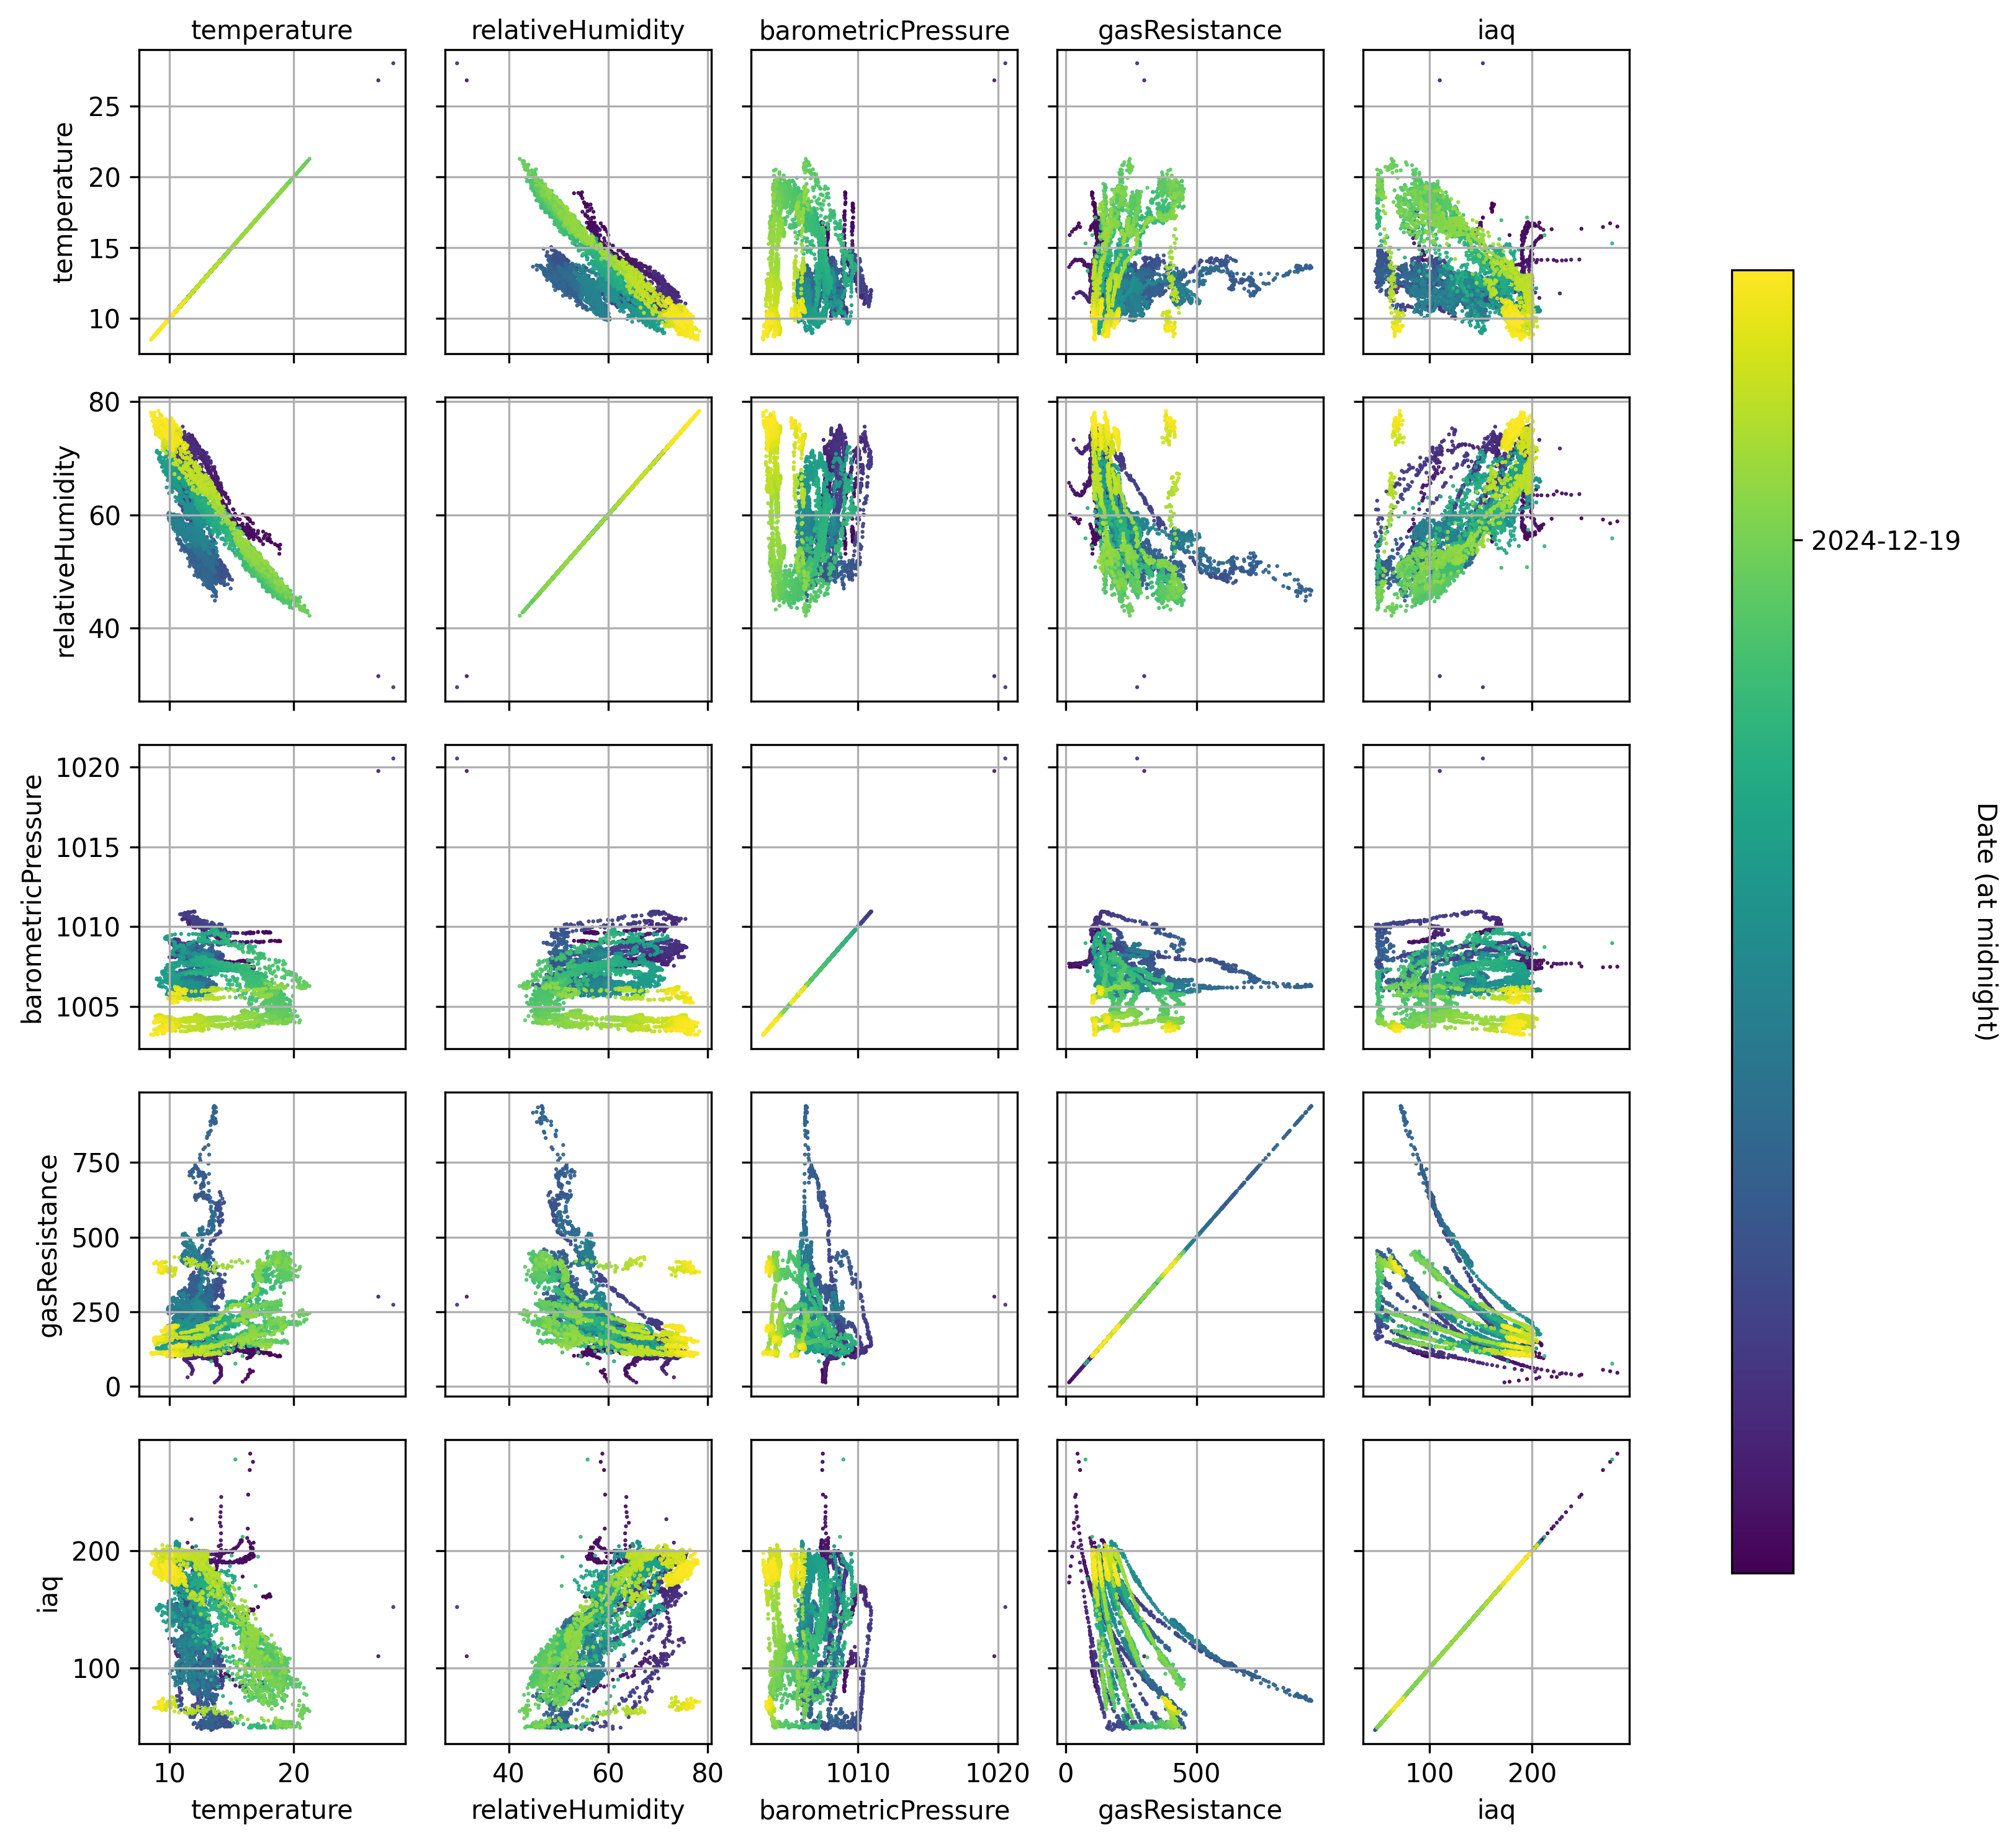 temperature relativeHumidity barometricPressure gasResistance iaq
temperature
25
20
15
10
relativeHumidity
80
60
40
barometricPressure
1020
1015
1010
1005
gasResistance
750
500
250
0
iaq
200
100
10 20 40 60 80 1010 1020 0 500 100 200
temperature relativeHumidity barometricPressure gasResistance iaq
2024-12-19
Date (at midnight)